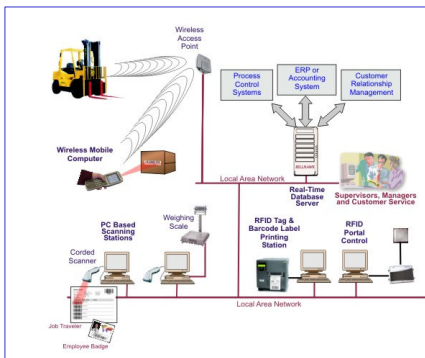 Wireless
Access
Point
Process
Control
Systems
ERP or
Accounting
System
Customer
Relationship
Management
Wireless Mobile
Computer
Local Area Network
Real-Time
Database
Server
Supervisors, Managers
and Customer Service
Weighing
Scale
PC Based
Scanning
Stations
Corded
Scanner
RFID Tag &
Barcode Label
Printing
Station
RFID
Portal
Control
Local Area Network
Job Traveler
Employee Badge